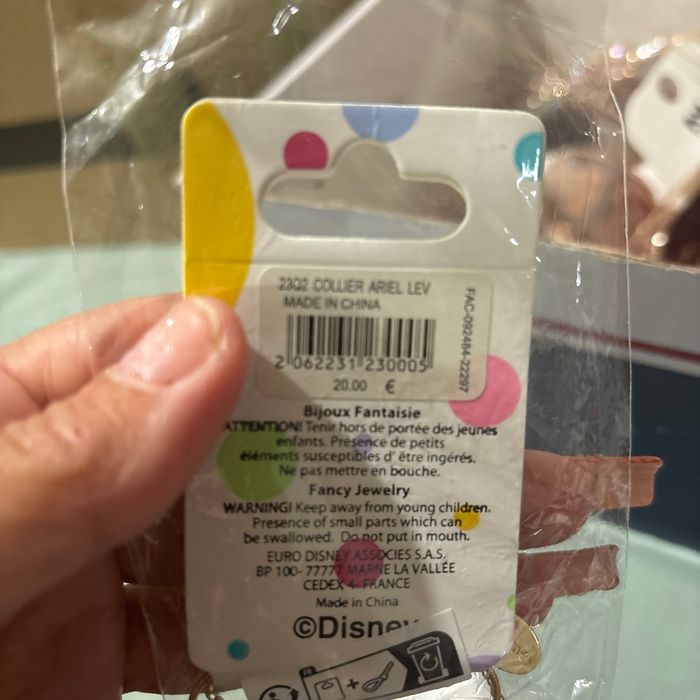 23Q2 COLLIER ARIEL LEV
MADE IN CHINA
2 062231 230005
20.00 €
FAC-092484-22297
Bijoux Fantaisie
ATTENTION! Tenir hors de portée des jeunes
enfants. Présence de petits
éléments susceptibles d' être ingérés.
Ne pas mettre en bouche.
Fancy Jewelry
WARNING! Keep away from young children.
Presence of small parts which can
be swallowed. Do not put in mouth.
EURO DISNEY ASSOCIES S.A.S.
BP 100- 77777 MARNE LA VALLÉE
CEDEX 4- FRANCE
Made in China
©Disney
+